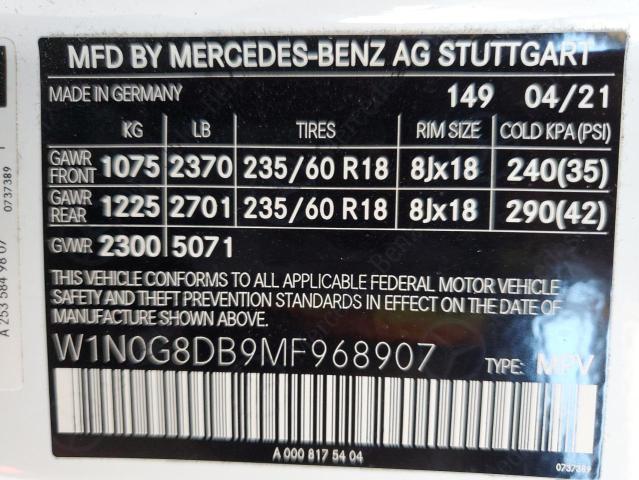 MFD BY MERCEDES-BENZ AG STUTTGART
MADE IN GERMANY 149 04/21
KG LB TIRES RIM SIZE COLD KPA(PSI)
GAWR FRONT 1075 2370 235/60 R18 8Jx18 240(35)
GAWR REAR 1225 2701 235/60 R18 8Jx18 290(42)
GVWR 2300 5071
THIS VEHICLE CONFORMS TO ALL APPLICABLE FEDERAL MOTOR VEHICLE
SAFETY AND THEFT PREVENTION STANDARDS IN EFFECT ON THE DATE OF
MANUFACTURE SHOWN ABOVE.
W1N0G8DB9MF968907 TYPE: MPV
A 000 817 54 04
0737389
A 253 584 98 07
0737389